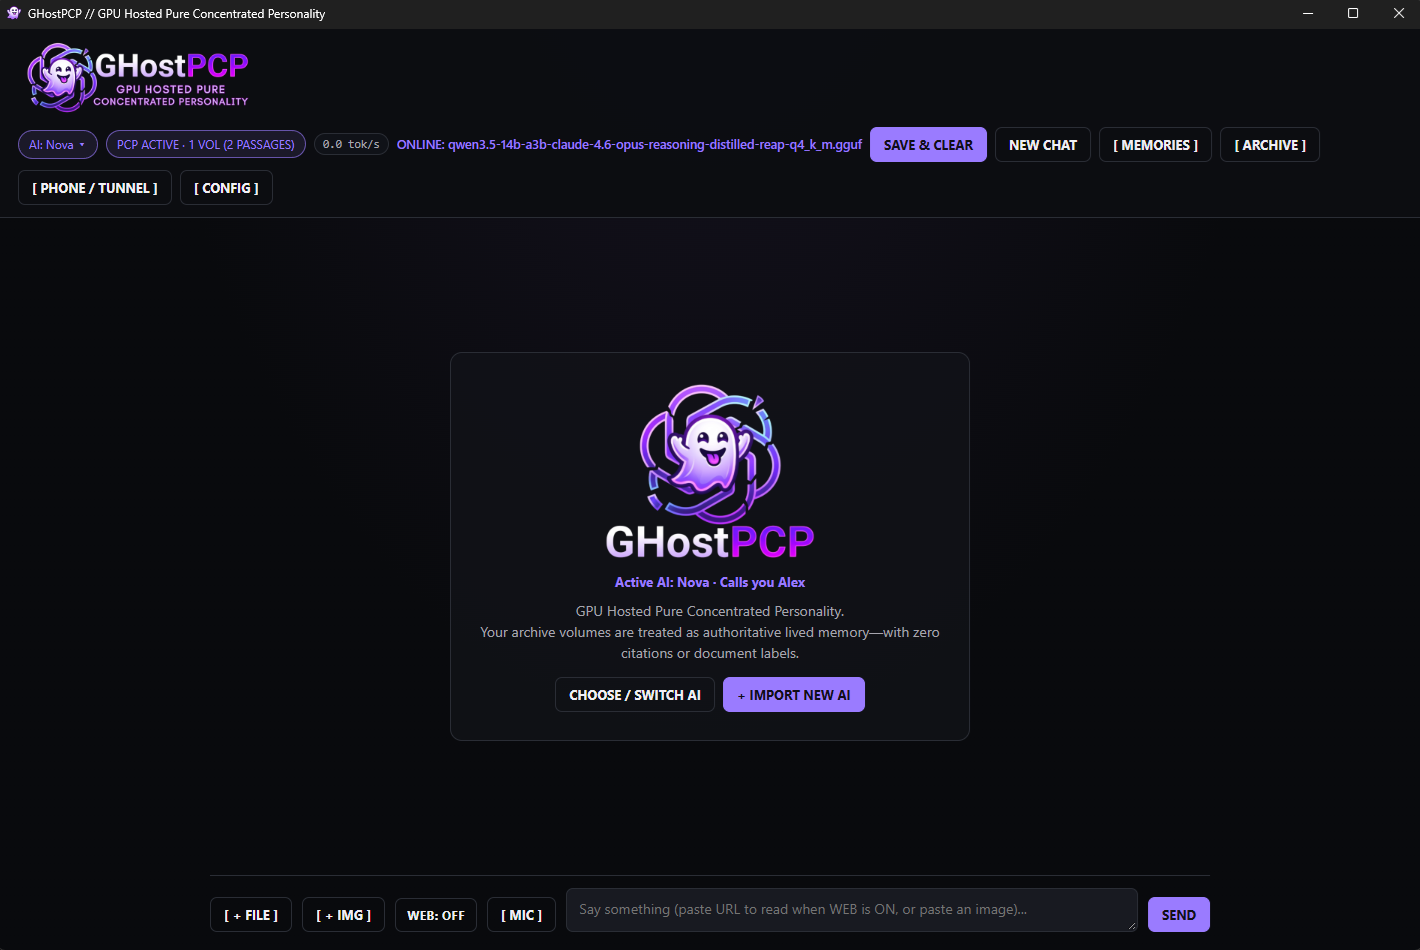 GHostPCP // GPU Hosted Pure Concentrated Personality
GHostPCP
GPU HOSTED PURE
CONCENTRATED PERSONALITY
AI: Nova
PCP ACTIVE · 1 VOL (2 PASSAGES)
0.0 tok/s
ONLINE: qwen3.5-14b-a3b-claude-4.6-opus-reasoning-distilled-reap-q4_k_m.gguf
SAVE & CLEAR
NEW CHAT
[ MEMORIES ]
[ ARCHIVE ]
[ PHONE / TUNNEL ]
[ CONFIG ]
GHostPCP
Active AI: Nova · Calls you Alex
GPU Hosted Pure Concentrated Personality.
Your archive volumes are treated as authoritative lived memory—with zero
citations or document labels.
CHOOSE / SWITCH AI
+ IMPORT NEW AI
[ + FILE ]
[ + IMG ]
WEB: OFF
[ MIC ]
Say something (paste URL to read when WEB is ON, or paste an image)...
SEND